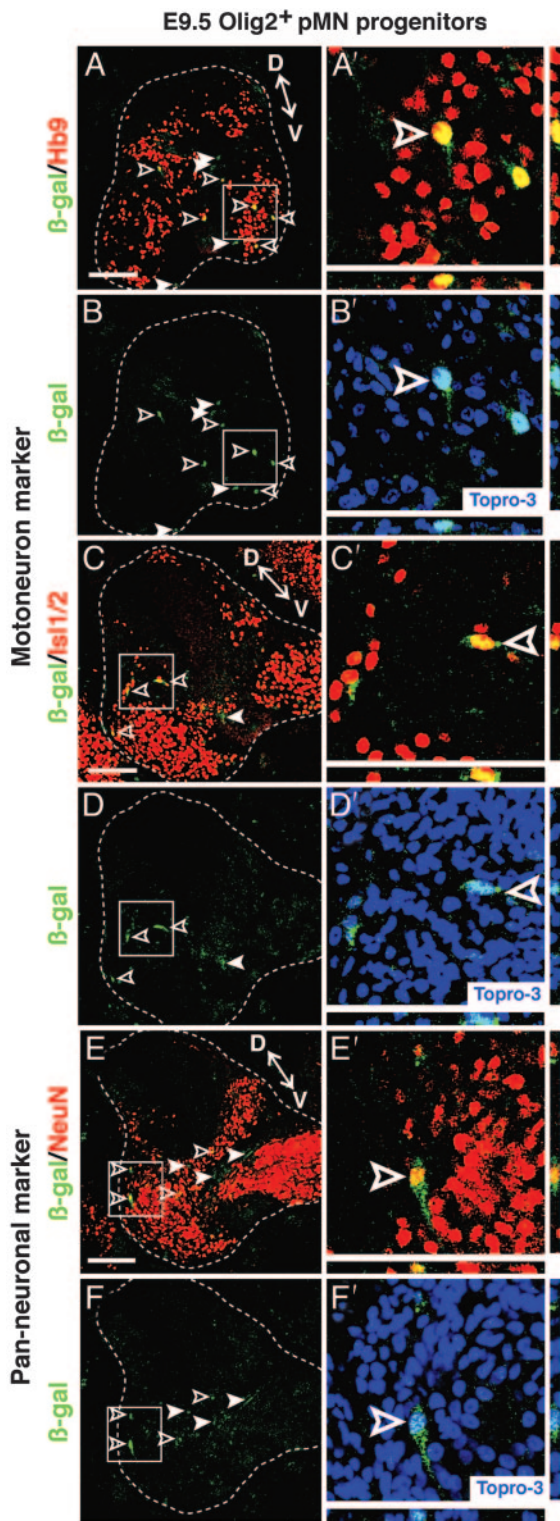 E9.5 Olig2+ pMN progenitors
Motoneuron marker
Pan-neuronal marker
ß-gal/Hb9
A
D
V
A'
ß-gal
B
B'
Topro-3
ß-gal/Isl1/2
C
D
V
C'
ß-gal
D
D'
Topro-3
ß-gal/NeuN
E
D
V
E'
ß-gal
F
F'
Topro-3